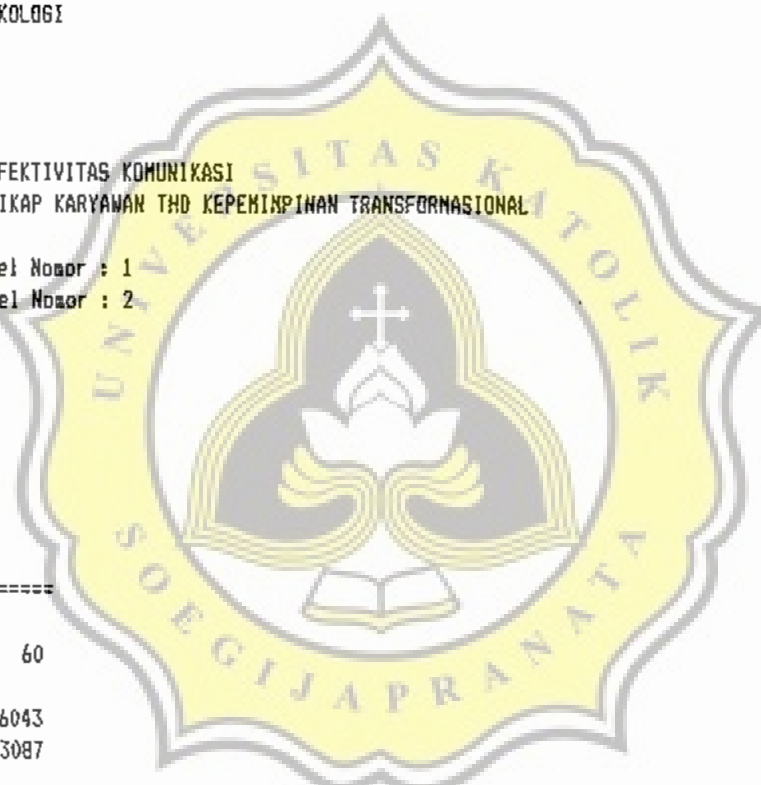 KOLOGI
FEKTIVITAS KOMUNIKASI
IKAP KARYAWAN THD KEPEMIMPINAN TRANSFORMASIONAL
el Nomor : 1
el Nomor : 2
=====
60
6043
3087
UNIVERSITAS KATOLIK
SOEGIJAPRANATA